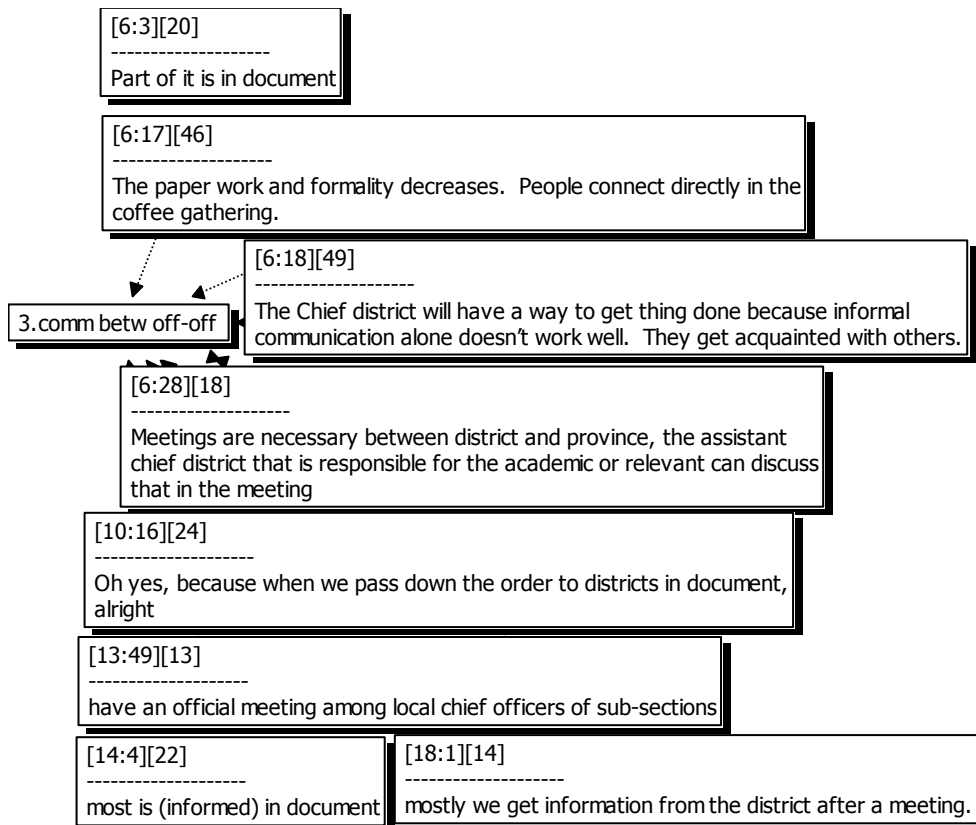 [6:3][20]
--------------------
Part of it is in document
[6:17][46]
--------------------
The paper work and formality decreases.  People connect directly in the
coffee gathering.
[6:18][49]
--------------------
The Chief district will have a way to get thing done because informal
communication alone doesn’t work well.  They get acquainted with others.
3.comm betw off-off
[6:28][18]
--------------------
Meetings are necessary between district and province, the assistant
chief district that is responsible for the academic or relevant can discuss
that in the meeting
[10:16][24]
--------------------
Oh yes, because when we pass down the order to districts in document,
alright
[13:49][13]
--------------------
have an official meeting among local chief officers of sub-sections
[14:4][22]
--------------------
most is (informed) in document
[18:1][14]
--------------------
mostly we get information from the district after a meeting.